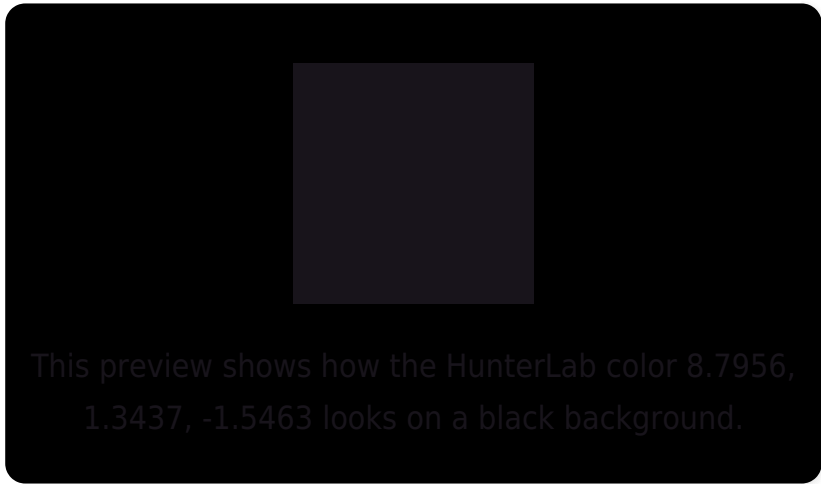 This preview shows how the HunterLab color 8.7956,
1.3437, -1.5463 looks on a black background.